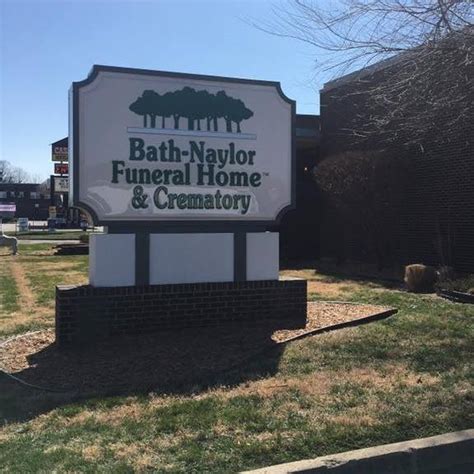 Bath-Naylor
Funeral Home™
& Crematory